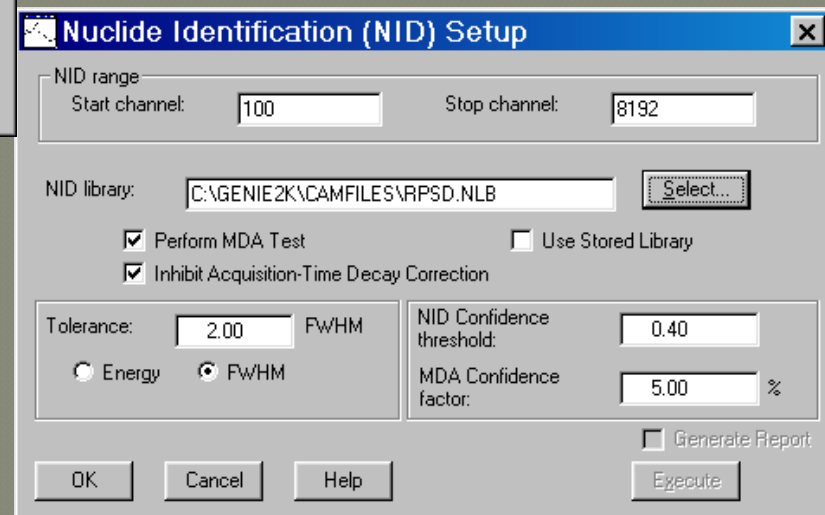 Nuclide Identification (NID) Setup
NID range
Start channel: 100 Stop channel: 8192
NID library: C:\GENIE2K\CAMFILES\RPSD.NLB Select...
Perform MDA Test Use Stored Library
Inhibit Acquisition-Time Decay Correction
Tolerance: 2.00 FWHM
Energy FWHM
NID Confidence
threshold: 0.40
MDA Confidence
factor: 5.00 %
Generate Report
OK Cancel Help Execute